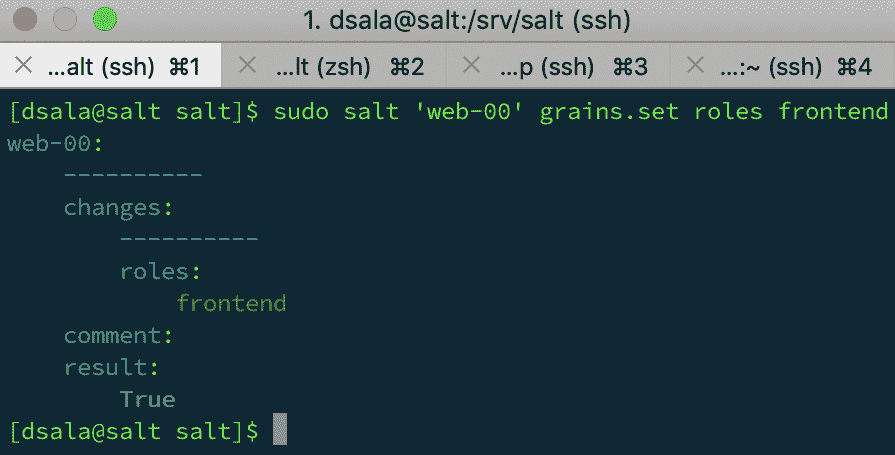 1. dsala@salt:/srv/salt (ssh)
...alt (ssh) ⌘1 ...lt (zsh) ⌘2 ...p (ssh) ⌘3 ...:~ (ssh) ⌘4
[dsala@salt salt]$ sudo salt 'web-00' grains.set roles frontend
web-00:
    ----------
    changes:
        ----------
        roles:
            frontend
    comment:
    result:
        True
[dsala@salt salt]$